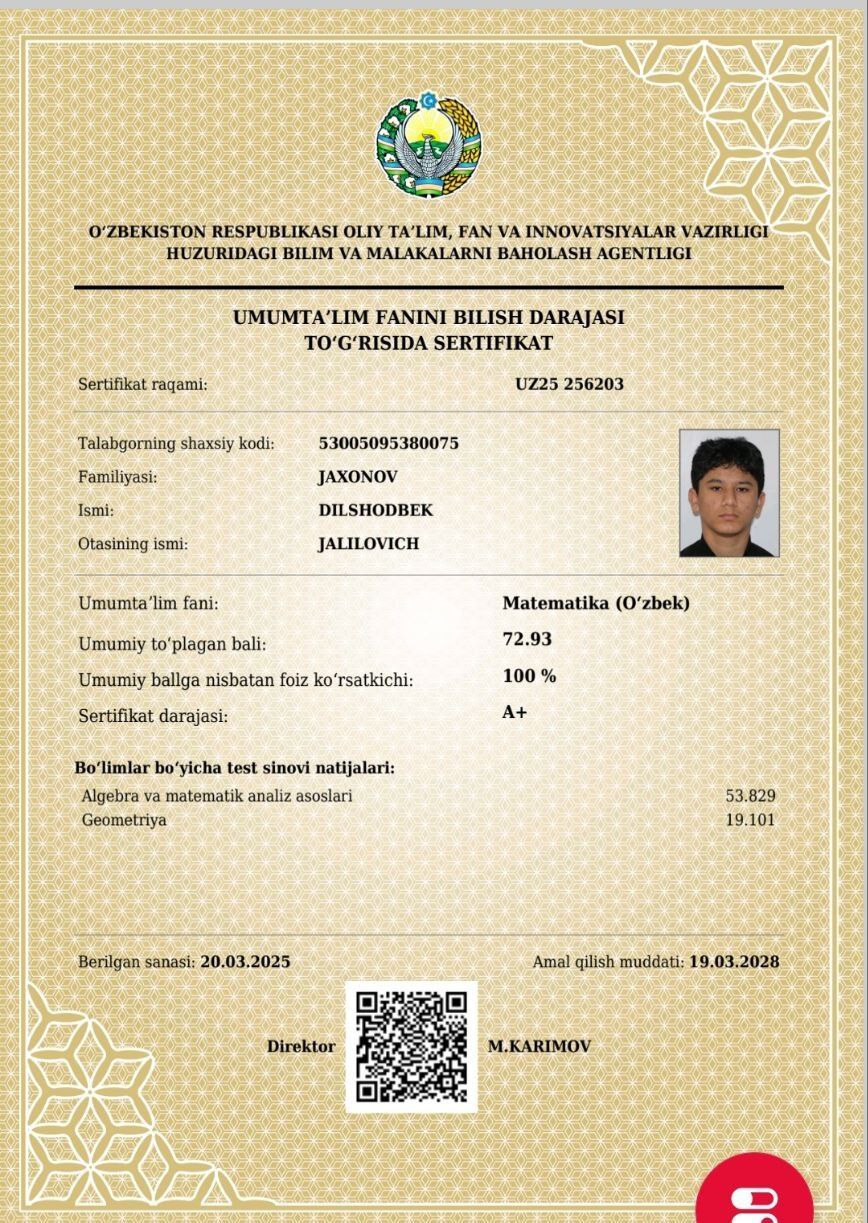 O‘ZBEKISTON RESPUBLIKASI OLIY TA’LIM, FAN VA INNOVATSIYALAR VAZIRLIGI
HUZURIDAGI BILIM VA MALAKALARNI BAHOLASH AGENTLIGI
UMUMTA’LIM FANINI BILISH DARAJASI
TO‘G‘RISIDA SERTIFIKAT
Sertifikat raqami: UZ25 256203
Talabgorning shaxsiy kodi: 53005095380075
Familiyasi: JAXONOV
Ismi: DILSHODBEK
Otasining ismi: JALILOVICH
Umumta’lim fani: Matematika (O‘zbek)
Umumiy to‘plagan bali: 72.93
Umumiy ballga nisbatan foiz ko‘rsatkichi: 100 %
Sertifikat darajasi: A+
Bo‘limlar bo‘yicha test sinovi natijalari:
Algebra va matematik analiz asoslari 53.829
Geometriya 19.101
Berilgan sanasi: 20.03.2025 Amal qilish muddati: 19.03.2028
Direktor M.KARIMOV